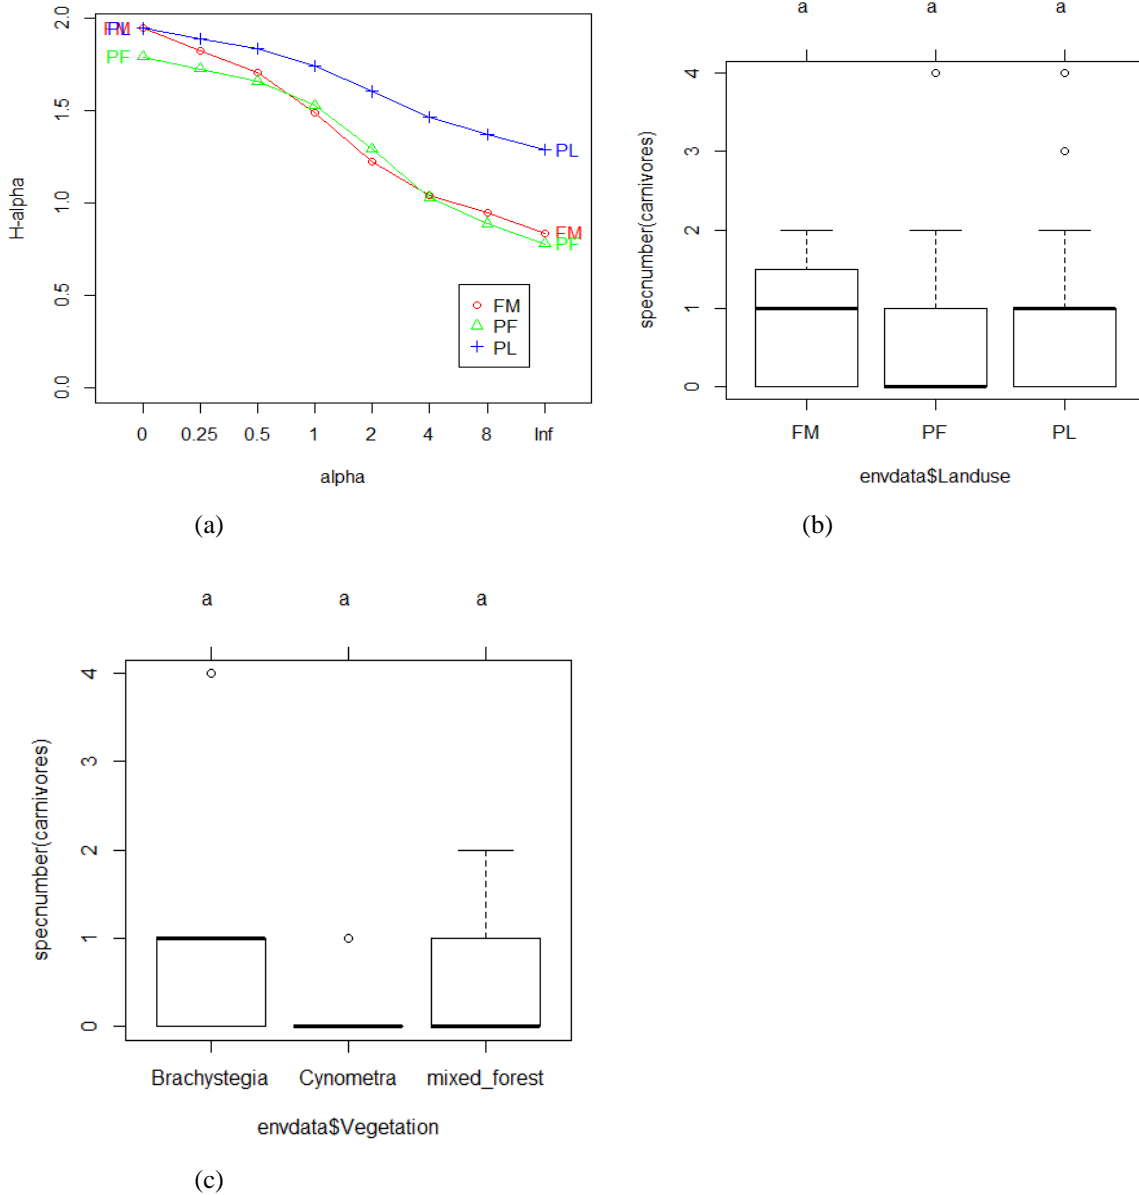 2.0
1.5
1.0
0.5
0.0
H-alpha
FM
PL
PF
PL
FM
PF
FM
PF
PL
0 0.25 0.5 1 2 4 8 Inf
alpha
(a)
a a a
4
3
2
1
0
specnumber(carnivores)
FM PF PL
envdata$Landuse
(b)
a a a
4
3
2
1
0
specnumber(carnivores)
Brachystegia Cynometra mixed_forest
envdata$Vegetation
(c)